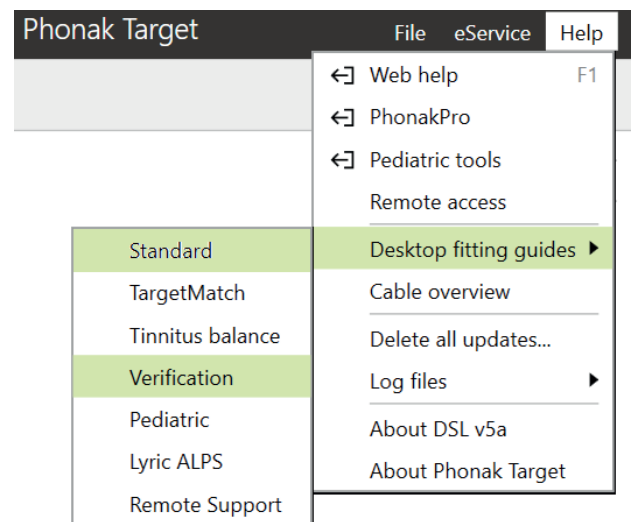 Phonak Target
File eService Help
Web help F1
PhonakPro
Pediatric tools
Remote access
Desktop fitting guides
Cable overview
Delete all updates...
Log files
About DSL v5a
About Phonak Target
Standard
TargetMatch
Tinnitus balance
Verification
Pediatric
Lyric ALPS
Remote Support